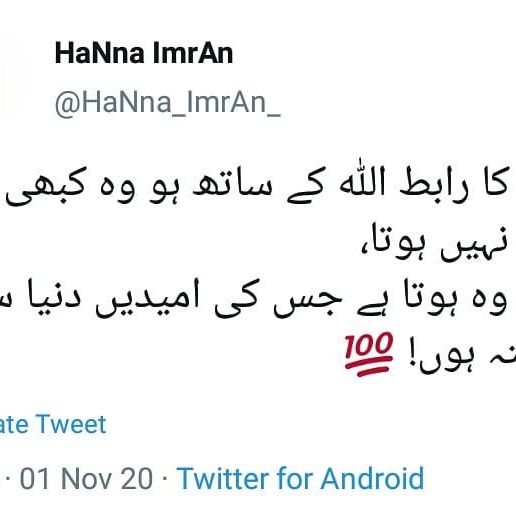 HaNna ImrAn
@HaNna_ImrAn_
کا رابط اللہ کے ساتھ ہو وہ کبھی
نہیں ہوتا،
وہ ہوتا ہے جس کی امیدیں دنیا
نہ ہوں! 💯
Tweet
· 01 Nov 20 · Twitter for Android